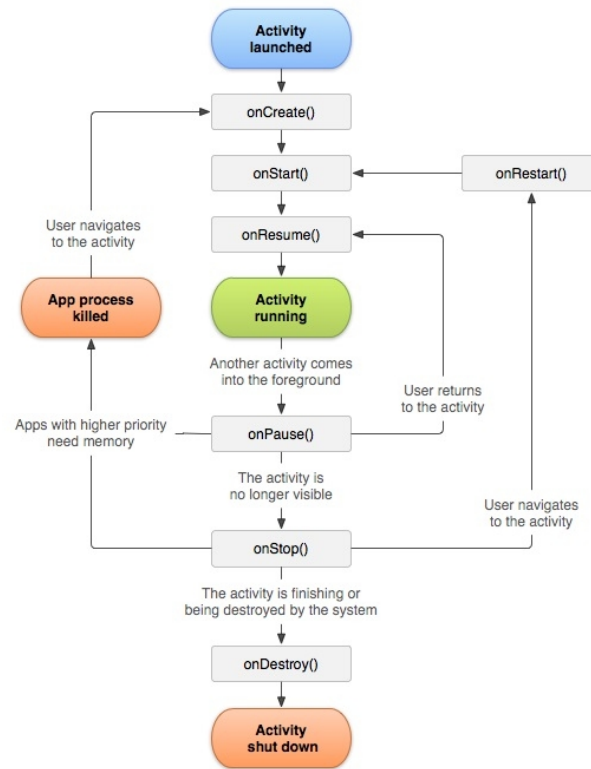 Activity
launched
onCreate()
onStart()
onRestart()
User navigates
to the activity
onResume()
App process
killed
Activity
running
Another activity comes
into the foreground
User returns
to the activity
Apps with higher priority
need memory
onPause()
The activity is
no longer visible
User navigates
to the activity
onStop()
The activity is finishing or
being destroyed by the system
onDestroy()
Activity
shut down